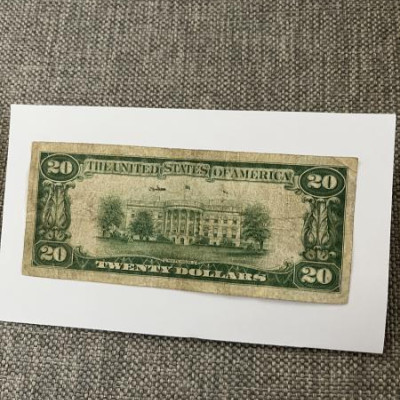 20 THE UNITED STATES OF AMERICA 20
20 TWENTY DOLLARS 20